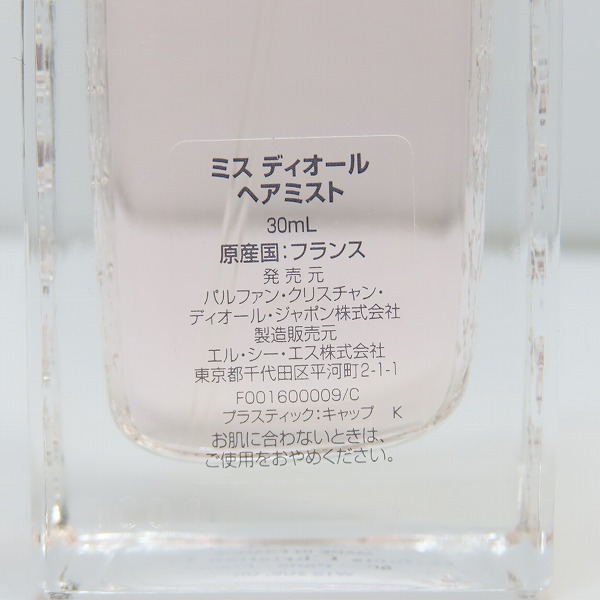 ミス ディオール
ヘアミスト
30mL
原産国:フランス
発売元
パルファン・クリスチャン・
ディオール・ジャポン株式会社
製造販売元
エル・シー・エス株式会社
東京都千代田区平河町2-1-1
F001600009/C
プラスティック:キャップ K
お肌に合わないときは、
ご使用をおやめください。